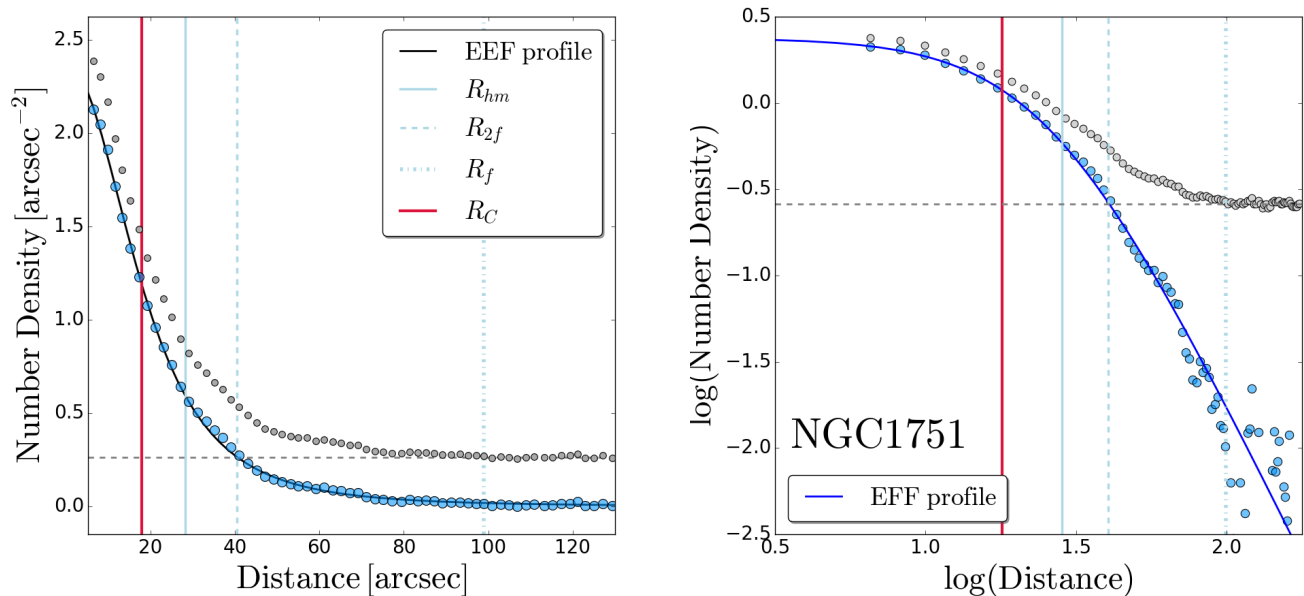 2.5
2.0
1.5
1.0
0.5
0.0
Number Density [arcsec⁻²]
EEF profile
R_hm
R_2f
R_f
R_C
20 40 60 80 100 120
Distance [arcsec]
0.5
0.0
−0.5
−1.0
−1.5
−2.0
−2.5
log(Number Density)
NGC1751
EFF profile
0.5 1.0 1.5 2.0
log(Distance)